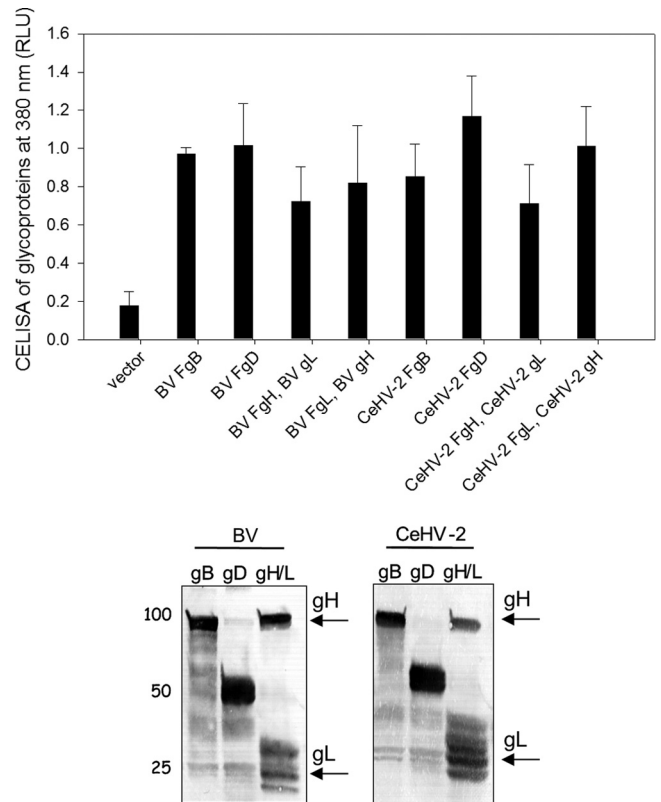 CELISA of glycoproteins at 380 nm (RLU)
1.6
1.4
1.2
1.0
0.8
0.6
0.4
0.2
0.0
vector
BV FgB
BV FgD
BV FgH, BV gL
BV FgL, BV gH
CeHV-2 FgB
CeHV-2 FgD
CeHV-2 FgH, CeHV-2 gL
CeHV-2 FgL, CeHV-2 gH
BV
CeHV-2
gB gD gH/L
gB gD gH/L
100
gH
gH
50
gL
gL
25